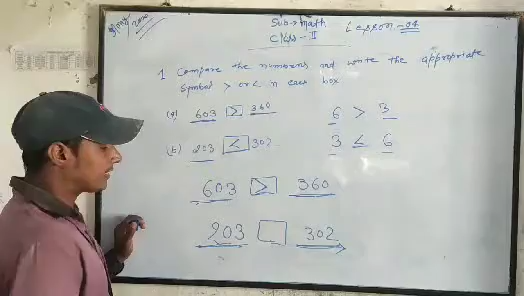 Sub-math
Class-II
Lesson-04
1 Compare the numbers and write the appropriate
Symbol > or < n each box
(a) 603 > 360
6 > 3
(b) 203 < 302
3 < 6
603 > 360
203 302